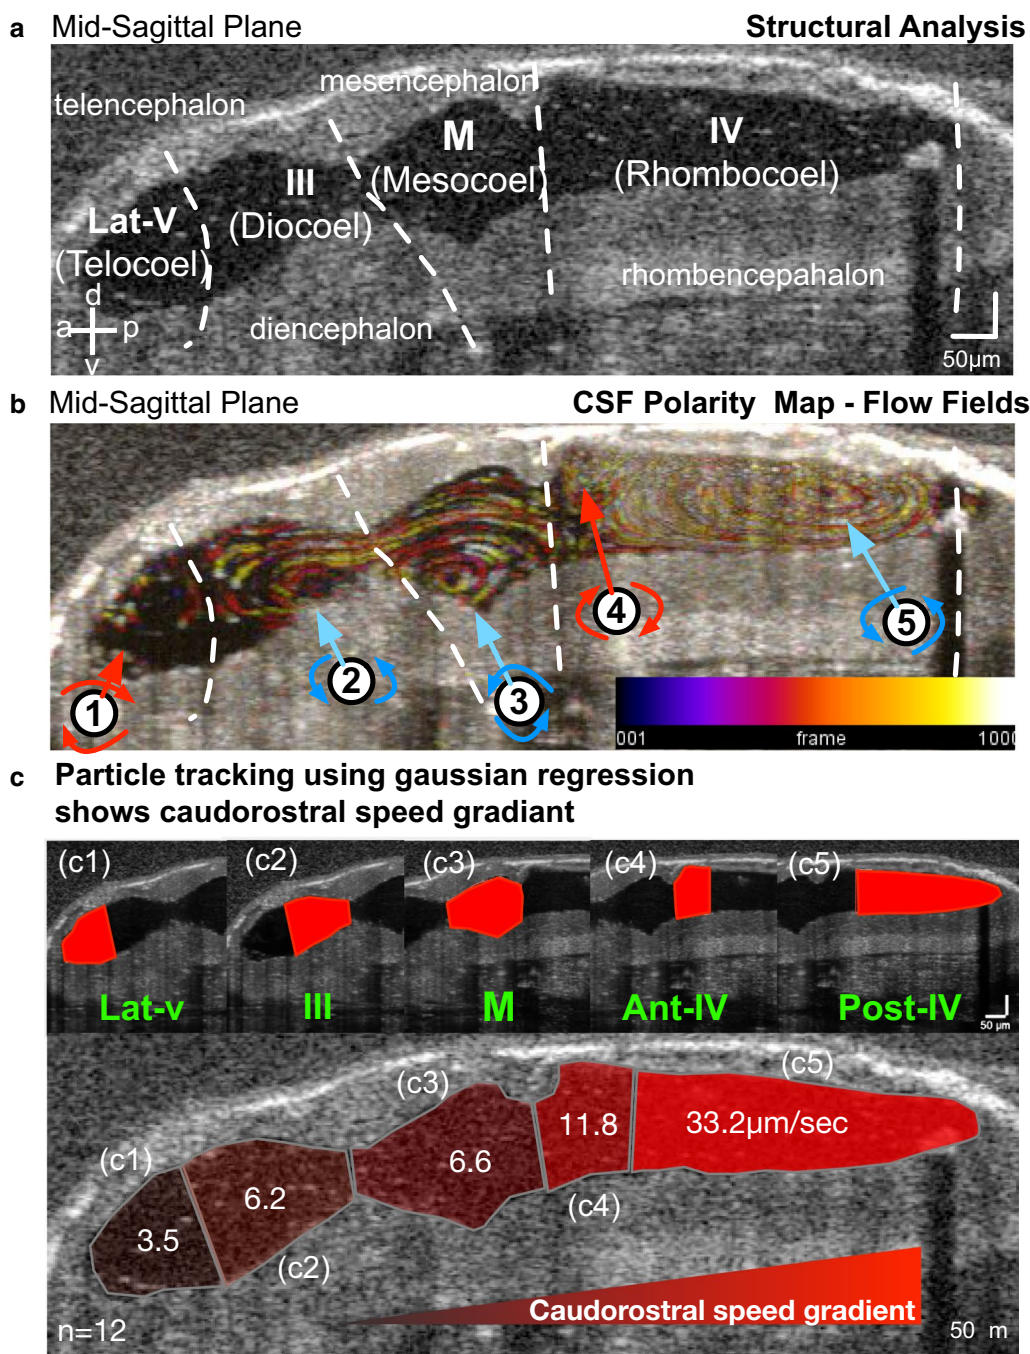 a Mid-Sagittal Plane Structural Analysis
telencephalon
mesencephalon
M
(Mesocoel)
IV
(Rhombocoel)
III
(Diocoel)
Lat-V
(Telocoel)
rhombencepahalon
diencephalon
d
a p
v
50µm
b Mid-Sagittal Plane CSF Polarity Map - Flow Fields
1
2
3
4
5
001 frame 1000
c Particle tracking using gaussian regression
shows caudorostral speed gradiant
(c1) (c2) (c3) (c4) (c5)
Lat-v III M Ant-IV Post-IV
50 µm
(c5)
(c3)
11.8 33.2µm/sec
(c1)
6.6
6.2
(c4)
3.5
(c2)
Caudorostral speed gradient
n=12
50 m